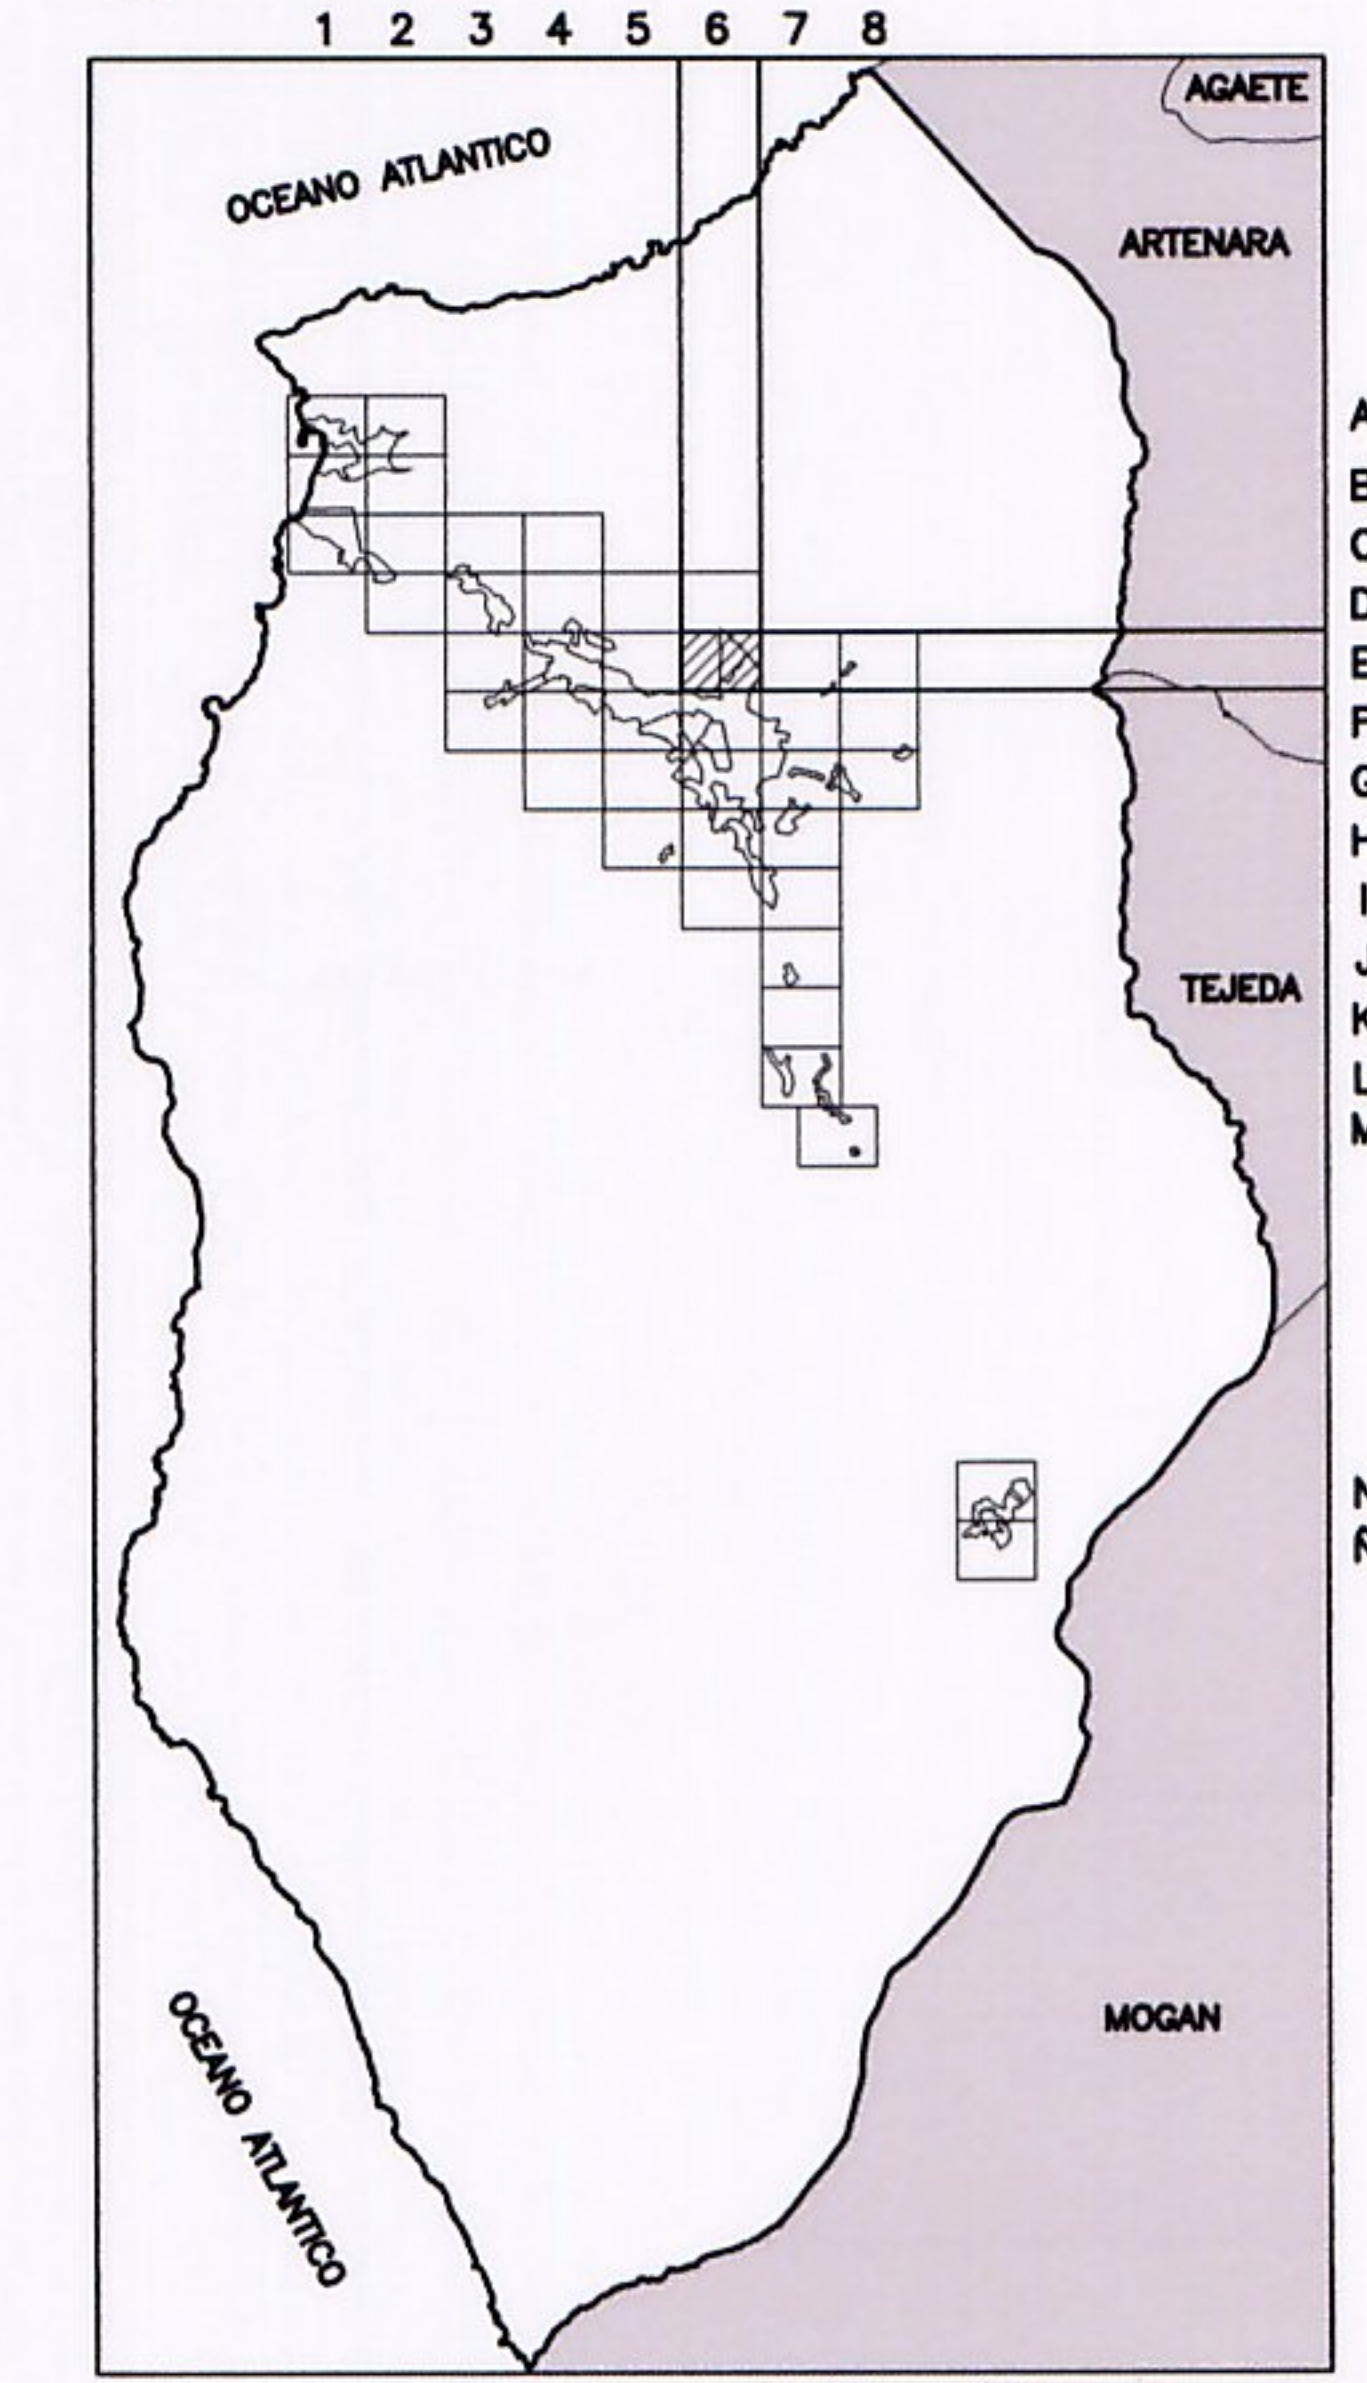 1 2 3 4 5 6 7 8
AGAETE
OCEANO ATLANTICO
ARTENARA
A
B
C
D
E
F
G
H
I
J
K
L
M
TEJEDA
N
Ñ
MOGAN
OCEANO ATLANTICO